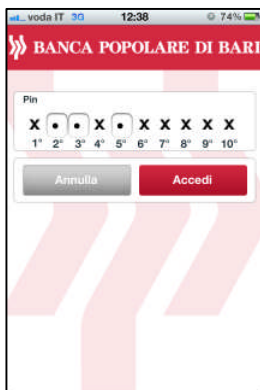 voda IT 3G 12:38 74%
BANCA POPOLARE DI BARI
Pin
x • • x • x x x x x
1° 2° 3° 4° 5° 6° 7° 8° 9° 10°
Annulla Accedi